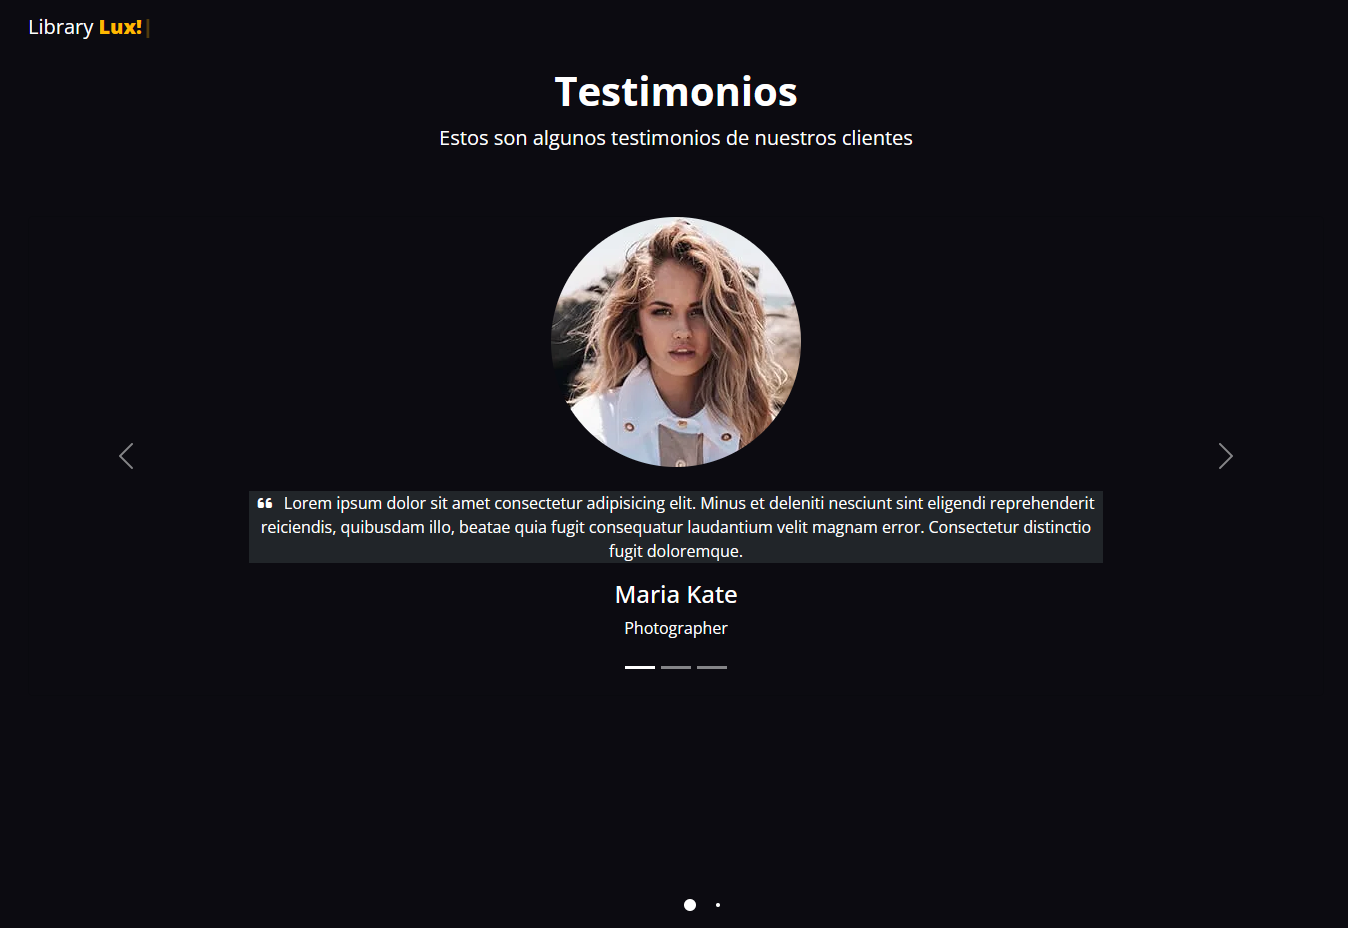 Library Lux!
Testimonios
Estos son algunos testimonios de nuestros clientes
“ Lorem ipsum dolor sit amet consectetur adipisicing elit. Minus et deleniti nesciunt sint eligendi reprehenderit
reiciendis, quibusdam illo, beatae quia fugit consequatur laudantium velit magnam error. Consectetur distinctio
fugit doloremque.
Maria Kate
Photographer